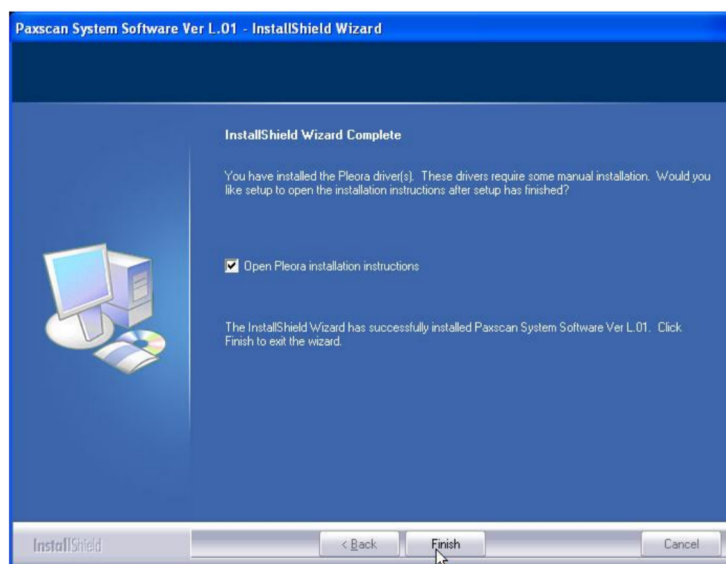 Paxscan System Software Ver L.01 - InstallShield Wizard
InstallShield Wizard Complete
You have installed the Pleora driver(s). These drivers require some manual installation. Would you
like setup to open the installation instructions after setup has finished?
Open Pleora installation instructions
The InstallShield Wizard has successfully installed Paxscan System Software Ver L.01. Click
Finish to exit the wizard.
InstallShield
< Back
Finish
Cancel